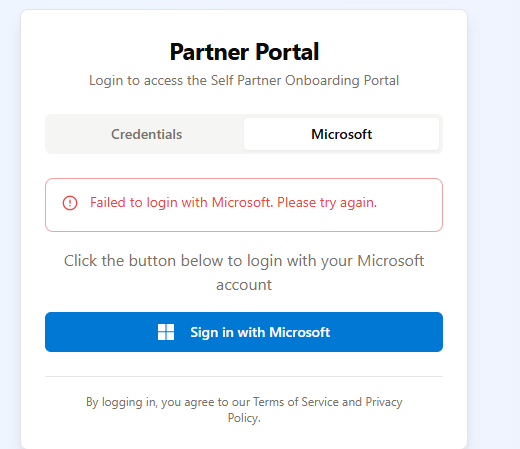 Partner Portal
Login to access the Self Partner Onboarding Portal
Credentials
Microsoft
Failed to login with Microsoft. Please try again.
Click the button below to login with your Microsoft
account
Sign in with Microsoft
By logging in, you agree to our Terms of Service and Privacy
Policy.